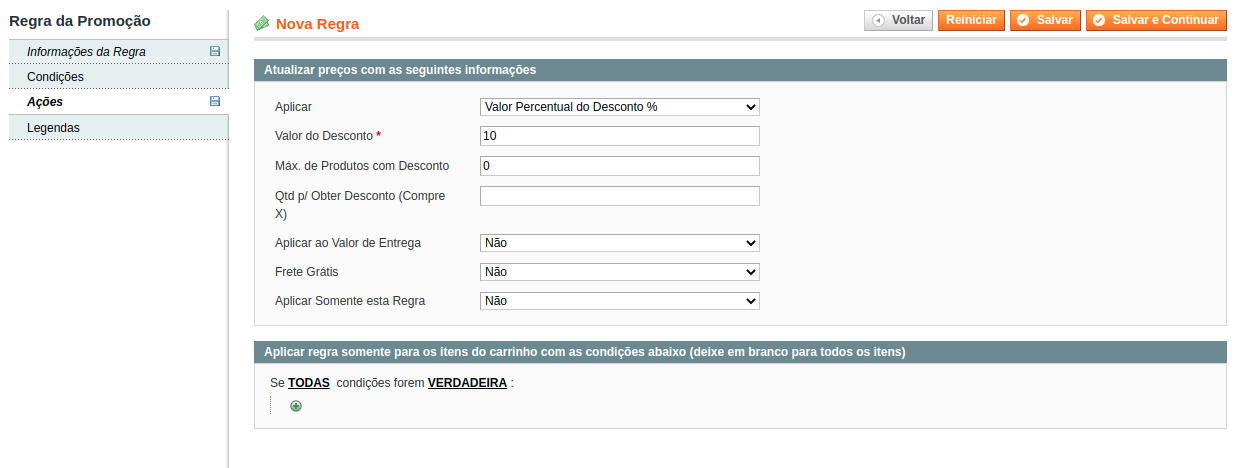 Regra da Promoção
Informações da Regra
Condições
Ações
Legendas
Nova Regra
Voltar
Reiniciar
Salvar
Salvar e Continuar
Atualizar preços com as seguintes informações
Aplicar
Valor Percentual do Desconto %
Valor do Desconto *
10
Máx. de Produtos com Desconto
0
Qtd p/ Obter Desconto (Compre
X)
Aplicar ao Valor de Entrega
Não
Frete Grátis
Não
Aplicar Somente esta Regra
Não
Aplicar regra somente para os itens do carrinho com as condições abaixo (deixe em branco para todos os itens)
Se TODAS condições forem VERDADEIRA :